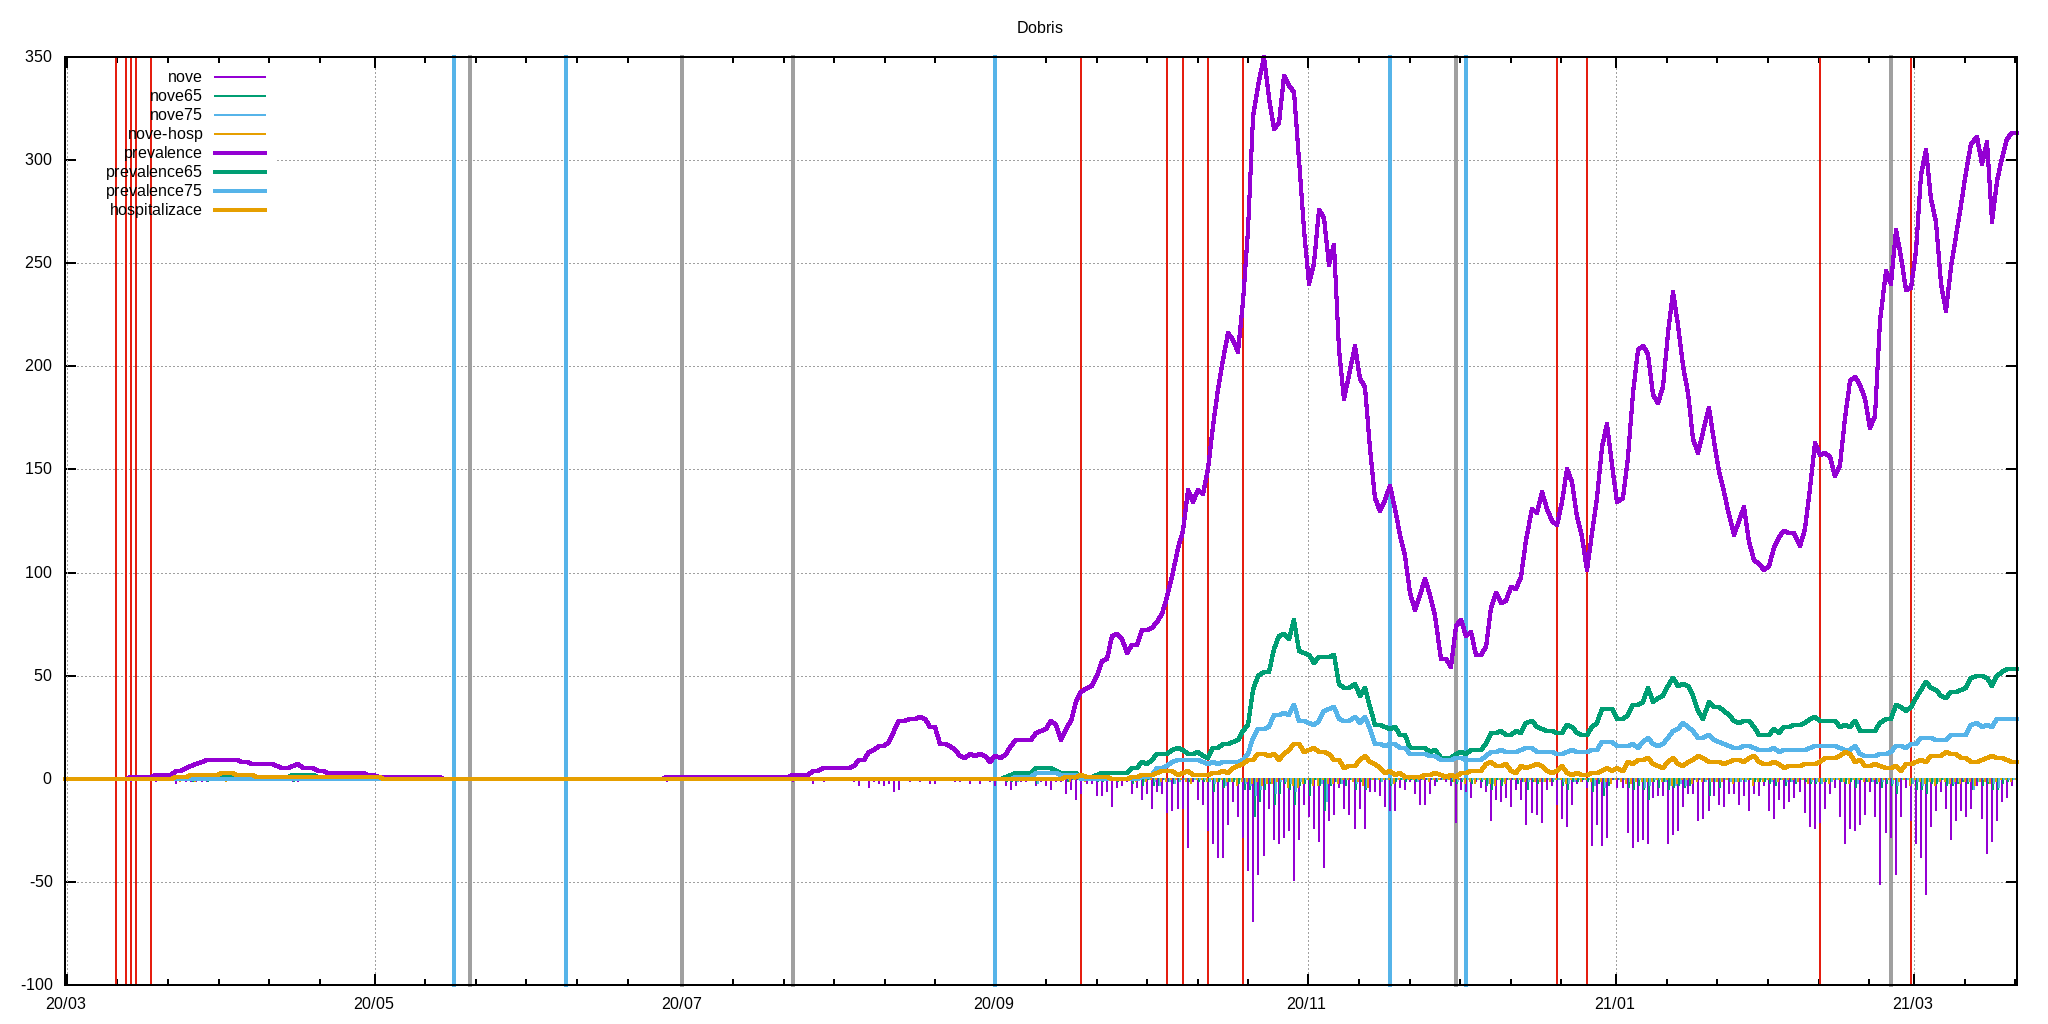 Dobris
350
300
250
200
150
100
50
0
-50
-100
nove
nove65
nove75
nove-hosp
prevalence
prevalence65
prevalence75
hospitalizace
20/03 20/05 20/07 20/09 20/11 21/01 21/03